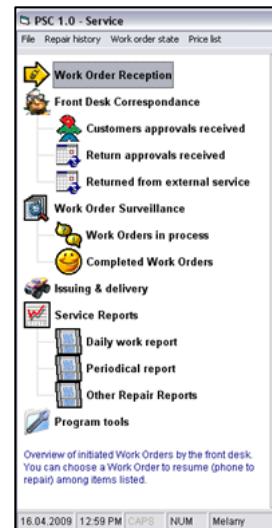 PSC 1.0 - Service
File Repair history Work order state Price list
Work Order Reception
Front Desk Correspondance
Customers approvals received
Return approvals received
Returned from external service
Work Order Surveillance
Work Orders in process
Completed Work Orders
Issuing & delivery
Service Reports
Daily work report
Periodical report
Other Repair Reports
Program tools
Overview of initiated Work Orders by the front desk.
You can choose a Work Order to resume (phone to
repair) among items listed.
16.04.2009 12:59 PM CAPS NUM Melany